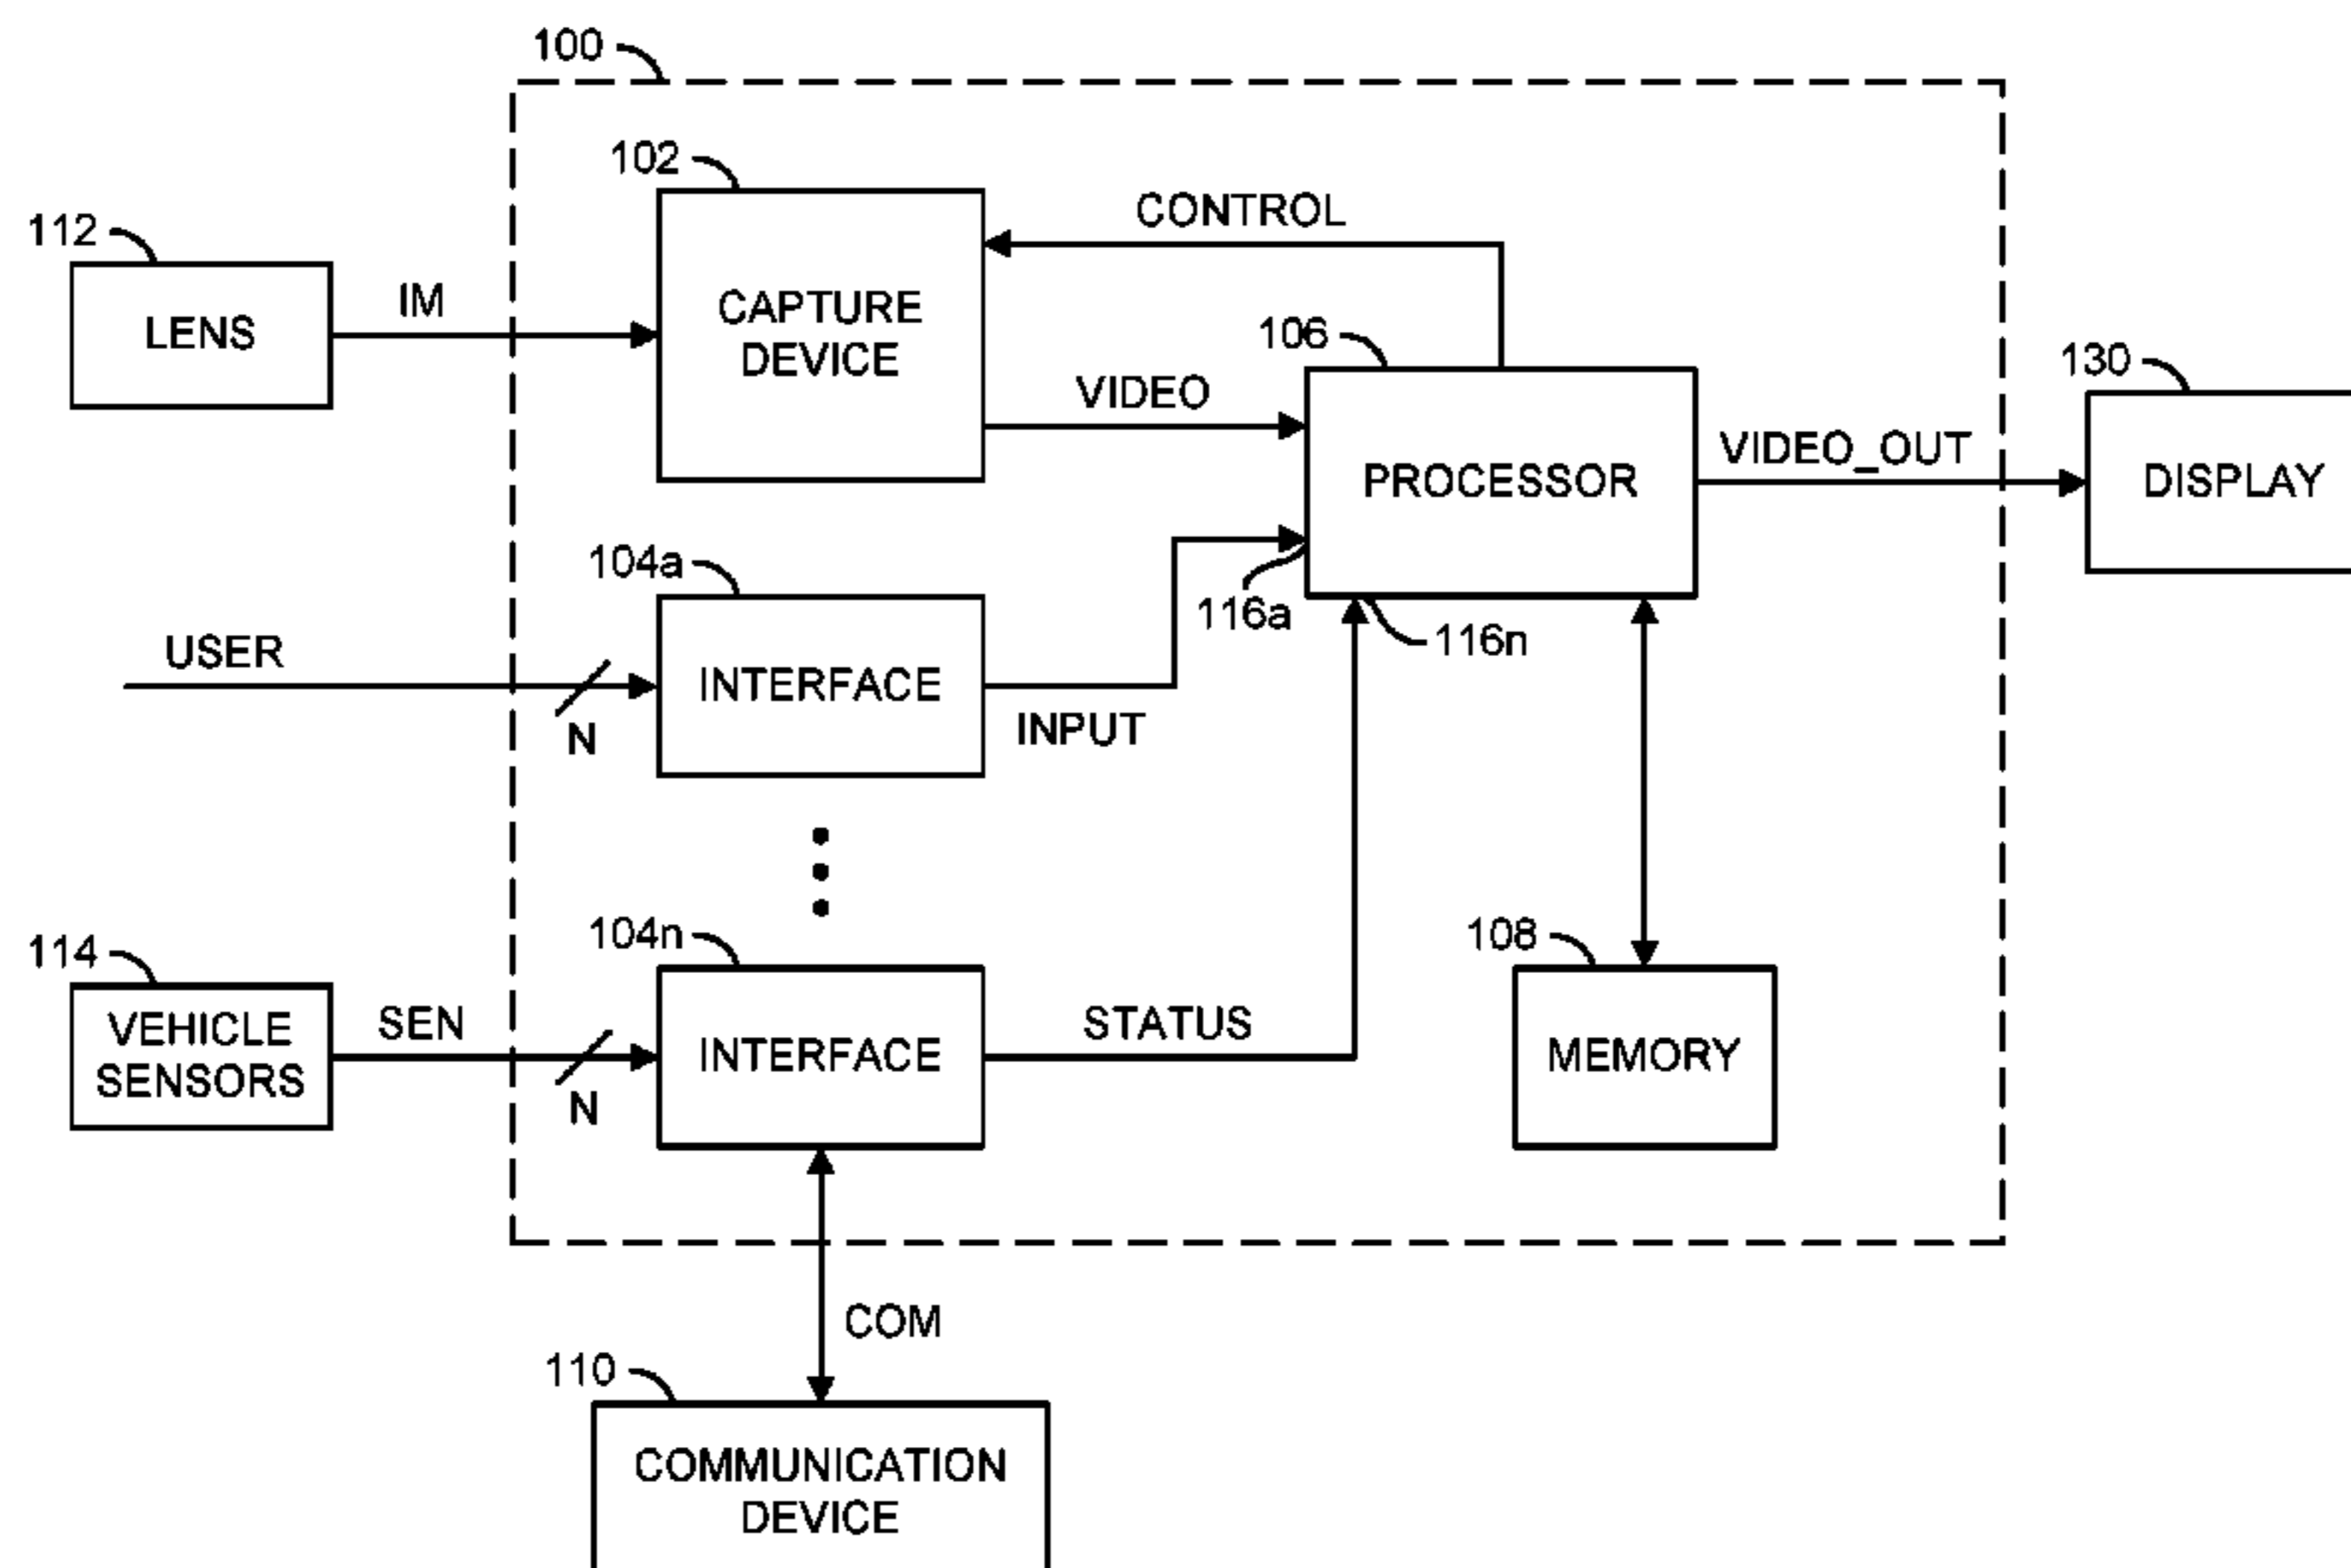 100
102
CONTROL
112
LENS
IM
CAPTURE
DEVICE
106
130
VIDEO
PROCESSOR
VIDEO_OUT
DISPLAY
104a
116a
116n
USER
N
INTERFACE
INPUT
104n
108
114
VEHICLE
SENSORS
SEN
N
INTERFACE
STATUS
MEMORY
COM
110
COMMUNICATION
DEVICE